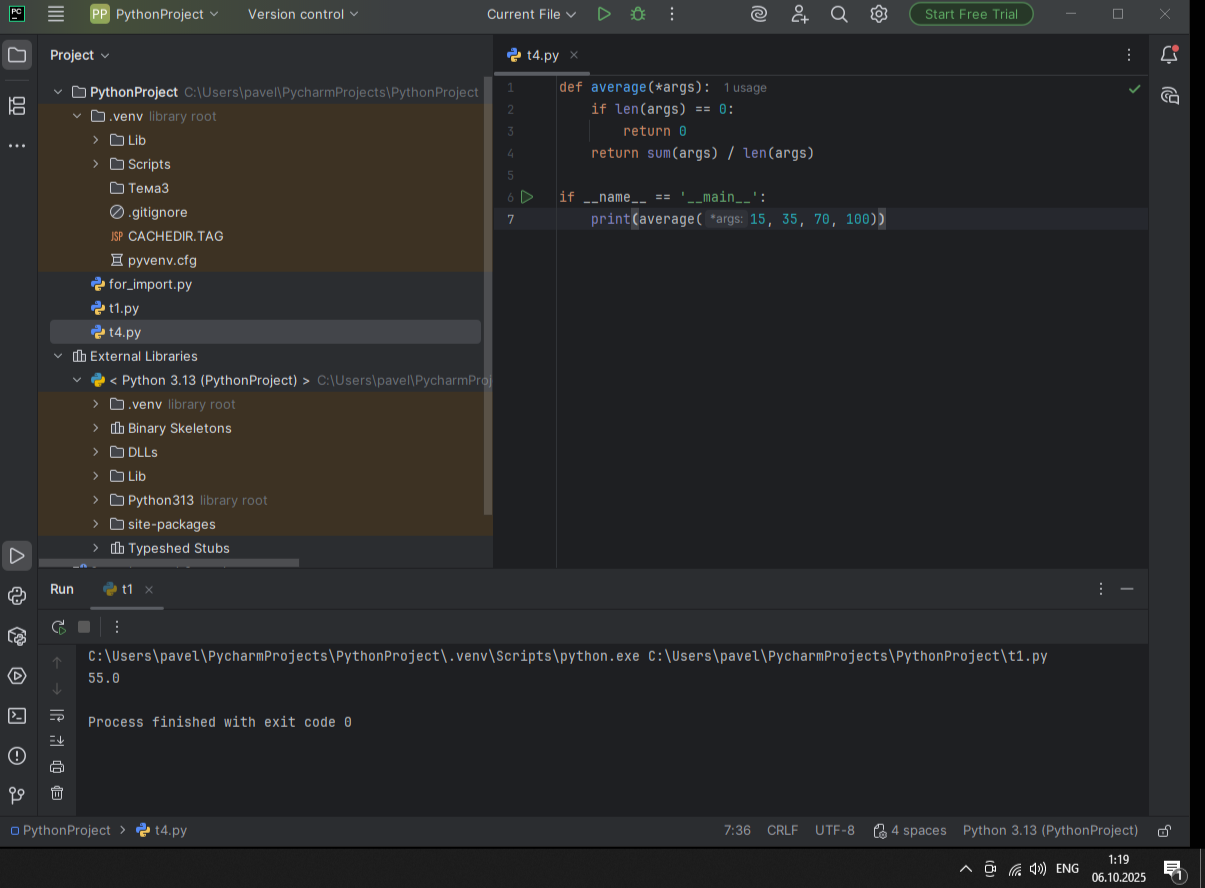 PC
PP PythonProject Version control Current File Start Free Trial
Project
t4.py
PythonProject C:\Users\pavel\PycharmProjects\PythonProject
.venv library root
Lib
Scripts
Тема3
.gitignore
JSP CACHEDIR.TAG
pyvenv.cfg
for_import.py
t1.py
t4.py
External Libraries
< Python 3.13 (PythonProject) > C:\Users\pavel\PycharmProj
.venv library root
Binary Skeletons
DLLs
Lib
Python313 library root
site-packages
Typeshed Stubs
1 def average(*args): 1 usage
2 if len(args) == 0:
3 return 0
4 return sum(args) / len(args)
5
6 if __name__ == '__main__':
7 print(average( *args: 15, 35, 70, 100))
Run t1
C:\Users\pavel\PycharmProjects\PythonProject\.venv\Scripts\python.exe C:\Users\pavel\PycharmProjects\PythonProject\t1.py
55.0
Process finished with exit code 0
PythonProject > t4.py 7:36 CRLF UTF-8 4 spaces Python 3.13 (PythonProject)
ENG 1:19
06.10.2025
1